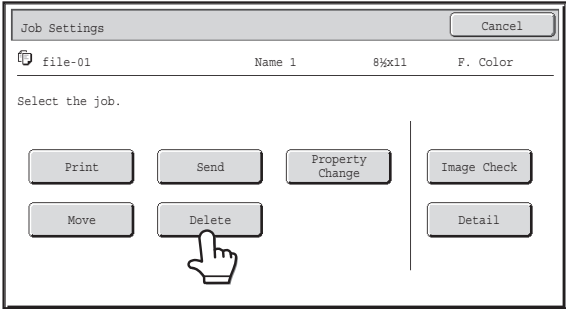 Job Settings Cancel
file-01 Name 1 8½x11 F. Color
Select the job.
Print Send Property Change Image Check
Move Delete Detail